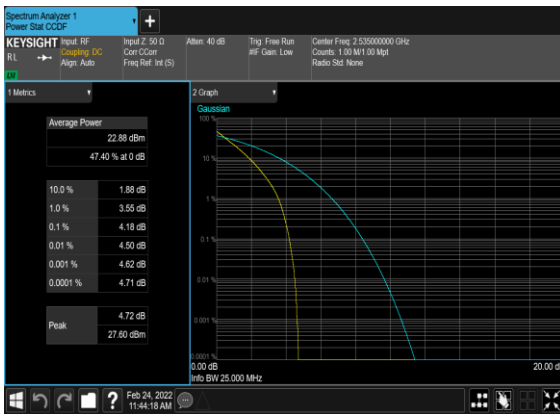 Spectrum Analyzer 1
Power Stat CCDF
KEYSIGHT
Input: RF
Input Z: 50 Ω
Atten: 40 dB
Trig: Free Run
Center Freq: 2.535000000 GHz
RL
Coupling: DC
Corr CCorr
#IF Gain: Low
Counts: 1.00 M/1.00 Mpt
Align: Auto
Freq Ref: Int (S)
Radio Std: None
LXI
1 Metrics
2 Graph
Average Power
22.88 dBm
47.40 % at 0 dB
10.0 % 1.88 dB
1.0 % 3.55 dB
0.1 % 4.18 dB
0.01 % 4.50 dB
0.001 % 4.62 dB
0.0001 % 4.71 dB
Peak
4.72 dB
27.60 dBm
Gaussian
100 %
10 %
1 %
0.1 %
0.01 %
0.001 %
0.0001 %
0.00 dB
20.00 d
Info BW 25.000 MHz
?
Feb 24, 2022
11:44:18 AM